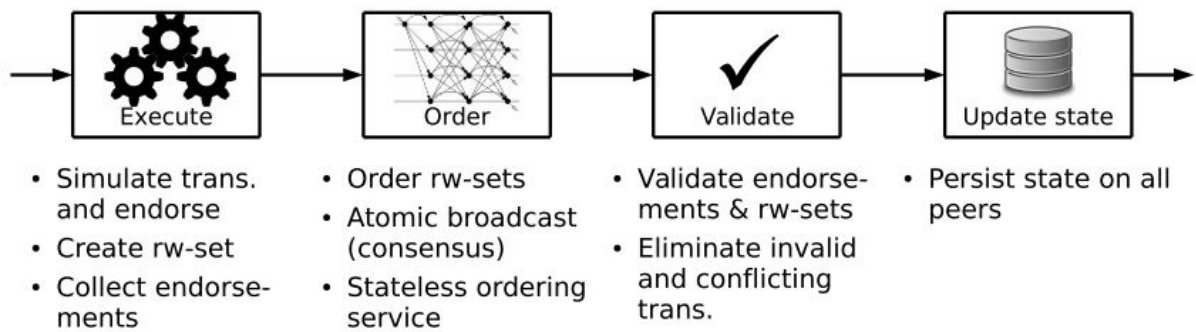 Execute
Order
Validate
Update state
• Simulate trans.
and endorse
• Create rw-set
• Collect endorse-
ments
• Order rw-sets
• Atomic broadcast
(consensus)
• Stateless ordering
service
• Validate endorse-
ments & rw-sets
• Eliminate invalid
and conflicting
trans.
• Persist state on all
peers